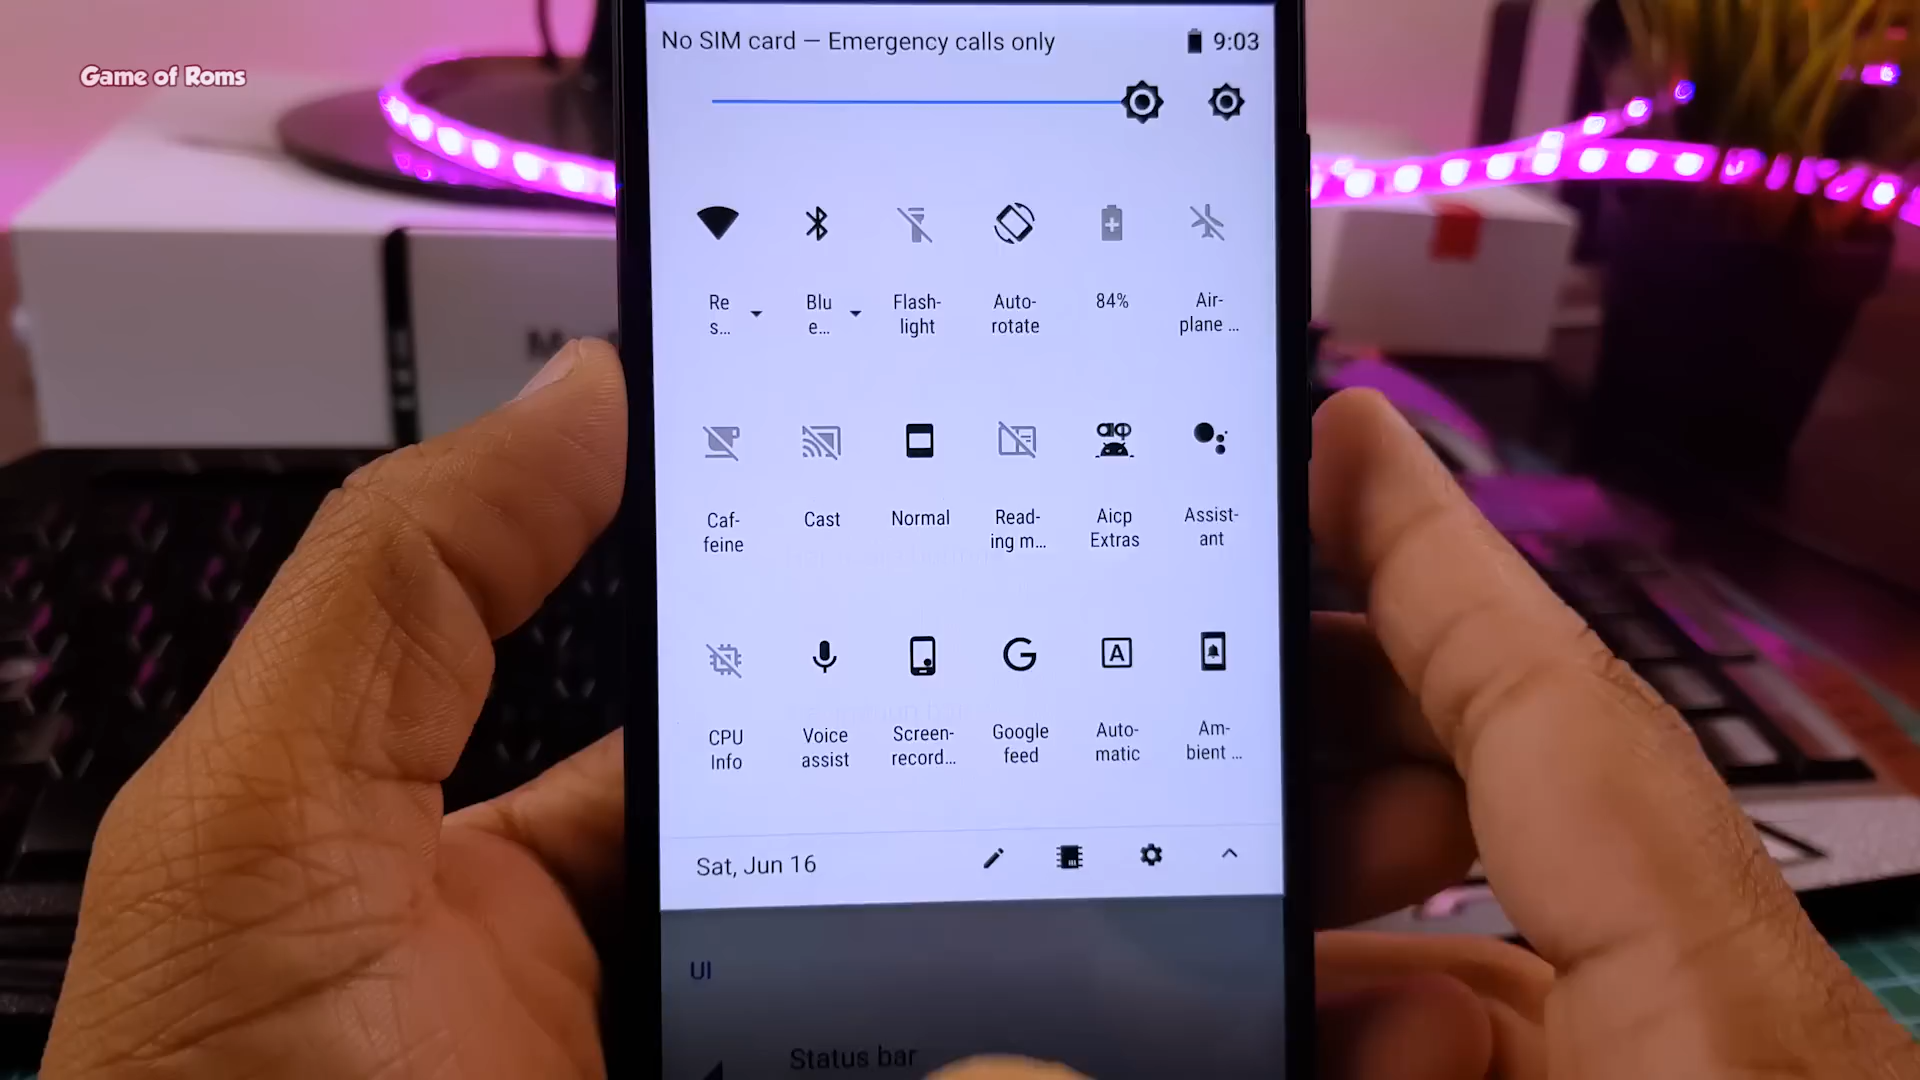 Game of Roms
No SIM card — Emergency calls only 9:03
Re
s...
Blu
e...
Flash-
light
Auto-
rotate
84%
Air-
plane ...
Caf-
feine
Cast
Normal
Read-
ing m...
Aicp
Extras
Assist-
ant
CPU
Info
Voice
assist
Screen-
record...
Google
feed
Auto-
matic
Am-
bient ...
Sat, Jun 16
UI
Status bar